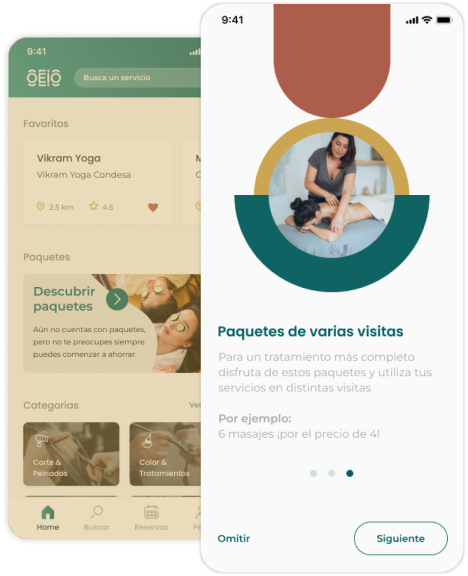 9:41
OEIO
Busca un servicio
Favoritos
Vikram Yoga
Vikram Yoga Condesa
2.5 km
4.5
Paquetes
Descubrir
paquetes
Aún no cuentas con paquetes,
pero no te preocupes siempre
puedes comenzar a ahorrar.
Categorías
Ve
Corte &
Peinados
Color &
Tratamientos
Home
Buscar
Reservas
Pe
9:41
Paquetes de varias visitas
Para un tratamiento más completo
disfruta de estos paquetes y utiliza tus
servicios en distintas visitas
Por ejemplo:
6 masajes ¡por el precio de 4!
Omitir
Siguiente